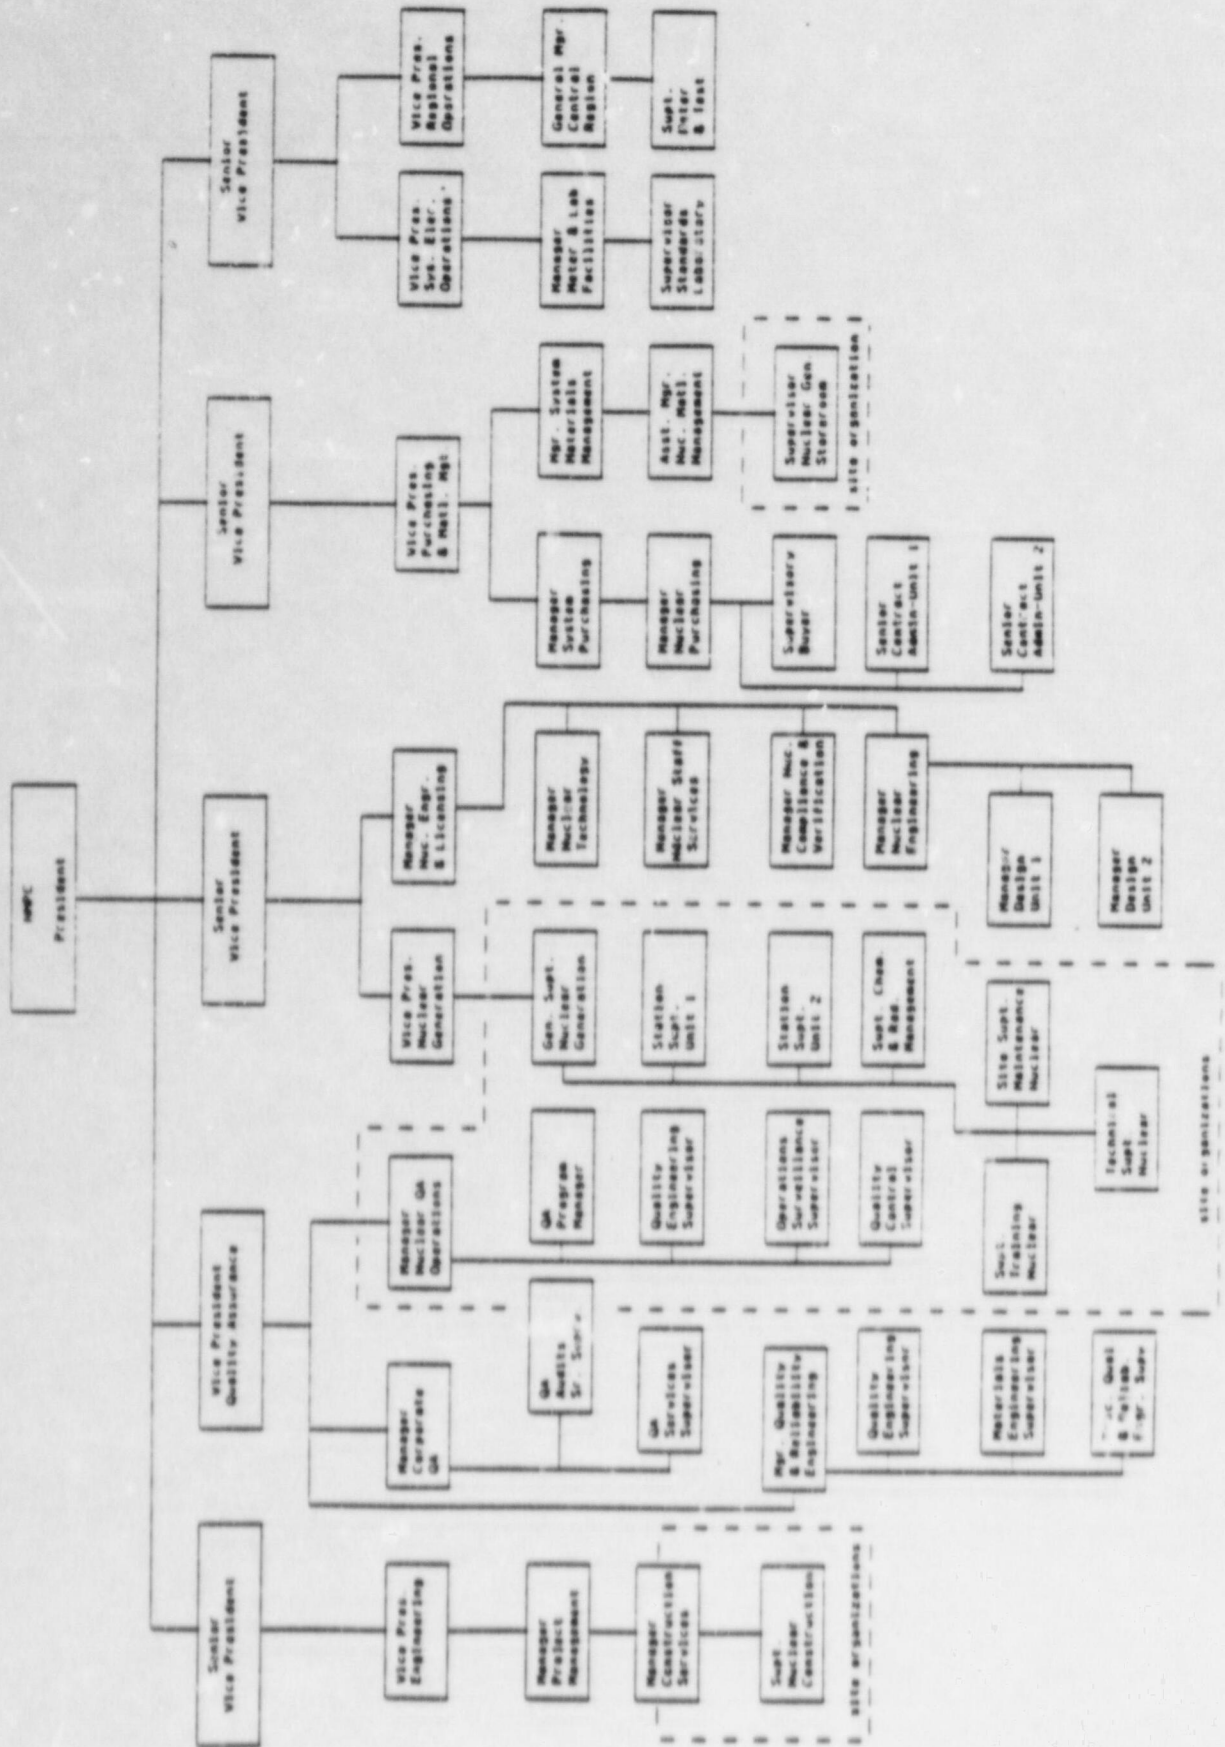 NMPC
President
Senior
Vice President
Vice President
Quality Assurance
Senior
Vice President
Senior
Vice President
Senior
Vice President
Vice Pres.
Engineering
Manager
Project
Management
Manager
Construction
Services
Supt.
Nuclear
Construction
site organizations
Manager
Corporate
QA
QA
Audits
Sr. Supv.
QA
Services
Supervisor
Mgr. Quality
& Reliability
Engineering
Quality
Engineering
Supervisor
Materials
Engineering
Supervisor
Qual
& Reliab.
Engr. Supv
Manager
Nuclear QA
Operations
QA
Program
Manager
Quality
Engineering
Supervisor
Operations
Surveillance
Supervisor
Quality
Control
Supervisor
Vice Pres.
Nuclear
Generation
Gen. Supt.
Nuclear
Generation
Station
Supt.
Unit 1
Station
Supt.
Unit 2
Supt. Chem.
& Rad.
Management
Supt.
Training
Nuclear
Site Supt
Maintenance
Nuclear
Technical
Supt.
Nuclear
site organizations
Manager
Nuc. Engr.
& Licensing
Manager
Nuclear
Technology
Manager
Nuclear Staff
Services
Manager Nuc.
Compliance &
Verification
Manager
Nuclear
Engineering
Manager
Design
Unit 1
Manager
Design
Unit 2
Vice Pres.
Purchasing
& Matl. Mgt
Manager
System
Purchasing
Manager
Nuclear
Purchasing
Supervisory
Buyer
Senior
Contract
Admin-Unit 1
Senior
Contract
Admin-Unit 2
Mgr. System
Materials
Management
Asst. Mgr.
Nuc. Matl.
Management
Supervisor
Nuclear Gen.
Storeroom
site organization
Vice Pres.
Sys. Eler.
Operations
Manager
Meter & Lab
Facilities
Supervisor
Standards
Laboratory
Vice Pres.
Regional
Operations
General Mgr.
Central
Region
Supt.
& Test